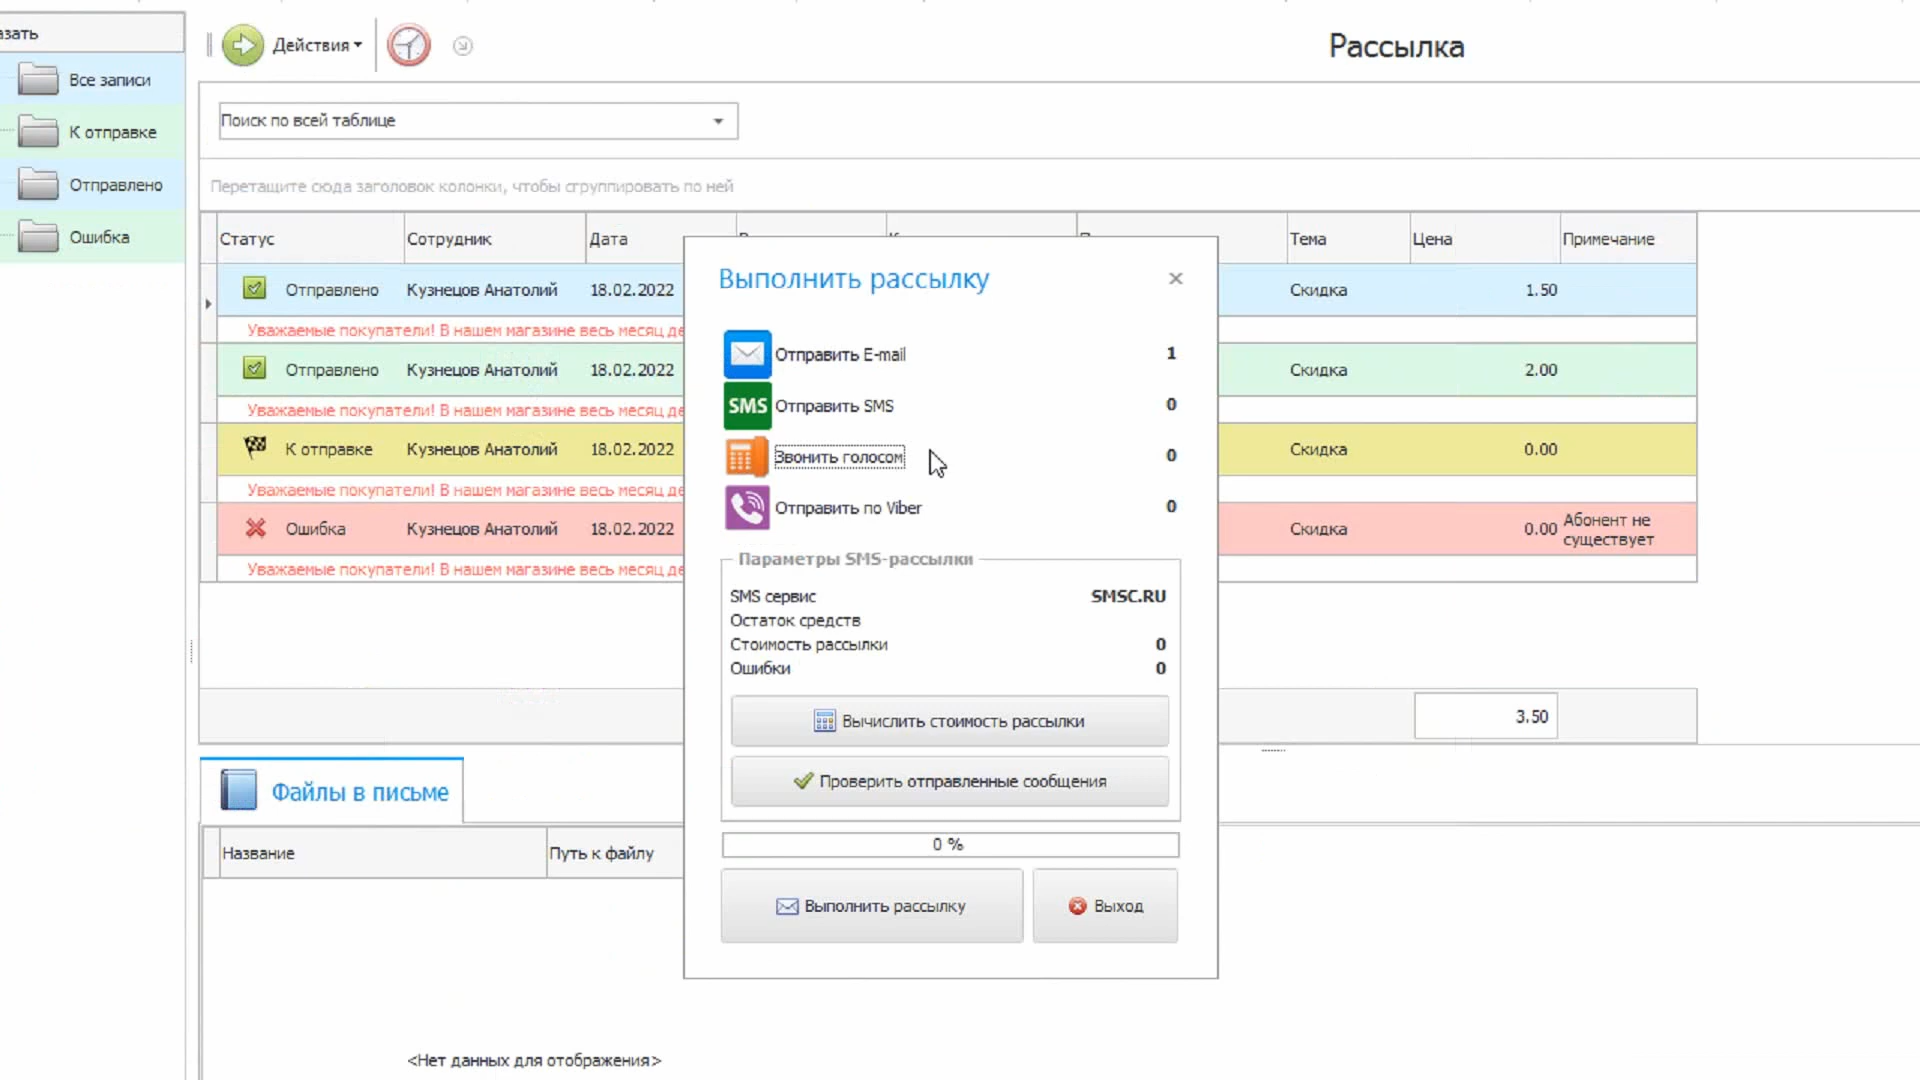 азать
Все записи
К отправке
Отправлено
Ошибка
Действия
Рассылка
Поиск по всей таблице
Перетащите сюда заголовок колонки, чтобы сгруппировать по ней
Статус Сотрудник Дата Тема Цена Примечание
Отправлено Кузнецов Анатолий 18.02.2022 Скидка 1.50
Уважаемые покупатели! В нашем магазине весь месяц де
Отправлено Кузнецов Анатолий 18.02.2022 Скидка 2.00
Уважаемые покупатели! В нашем магазине весь месяц де
К отправке Кузнецов Анатолий 18.02.2022 Скидка 0.00
Уважаемые покупатели! В нашем магазине весь месяц де
Ошибка Кузнецов Анатолий 18.02.2022 Скидка 0.00 Абонент не
существует
Уважаемые покупатели! В нашем магазине весь месяц де
3.50
Выполнить рассылку
Отправить E-mail 1
SMS Отправить SMS 0
Звонить голосом 0
Отправить по Viber 0
Параметры SMS-рассылки
SMS сервис SMSC.RU
Остаток средств
Стоимость рассылки 0
Ошибки 0
Вычислить стоимость рассылки
Проверить отправленные сообщения
0 %
Выполнить рассылку Выход
Файлы в письме
Название Путь к файлу
<Нет данных для отображения>